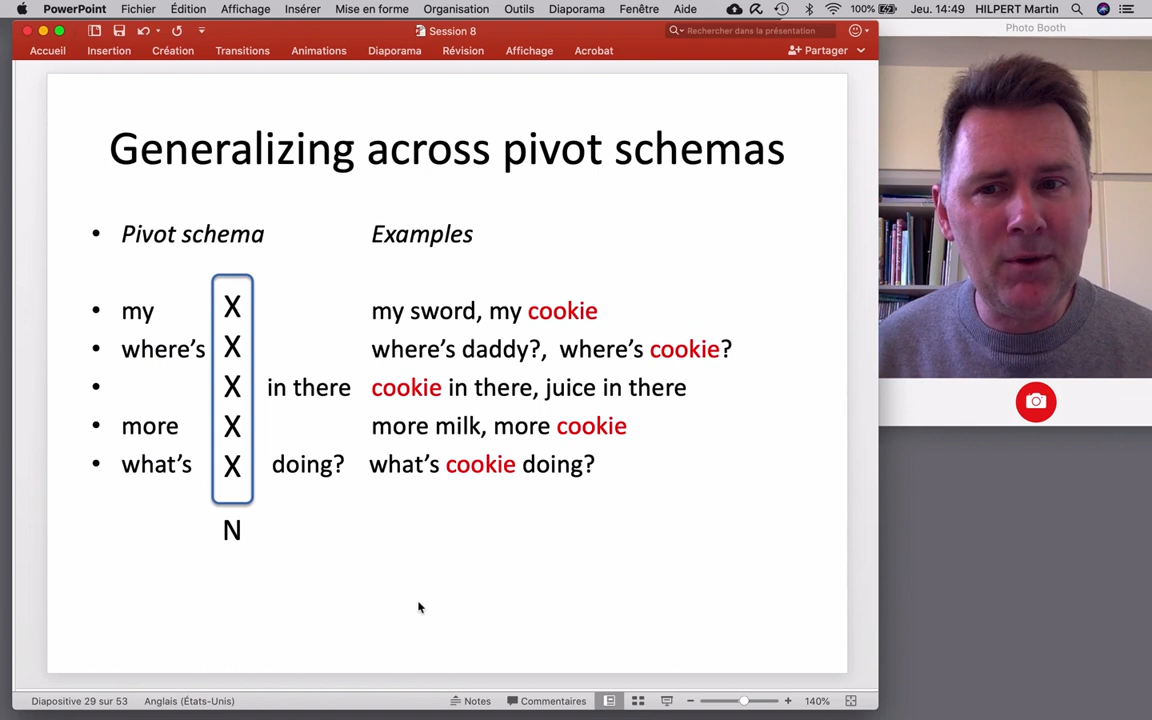 PowerPoint Fichier Édition Affichage Insérer Mise en forme Organisation Outils Diaporama Fenêtre Aide 100% Jeu. 14:49 HILPERT Martin
Session 8
Rechercher dans la présentation
Photo Booth
Accueil Insertion Création Transitions Animations Diaporama Révision Affichage Acrobat Partager
Generalizing across pivot schemas
• Pivot schema Examples
• my X my sword, my cookie
• where's X where's daddy?, where's cookie?
• X in there cookie in there, juice in there
• more X more milk, more cookie
• what's X doing? what's cookie doing?
N
Diapositive 29 sur 53 Anglais (États-Unis) Notes Commentaires 140%